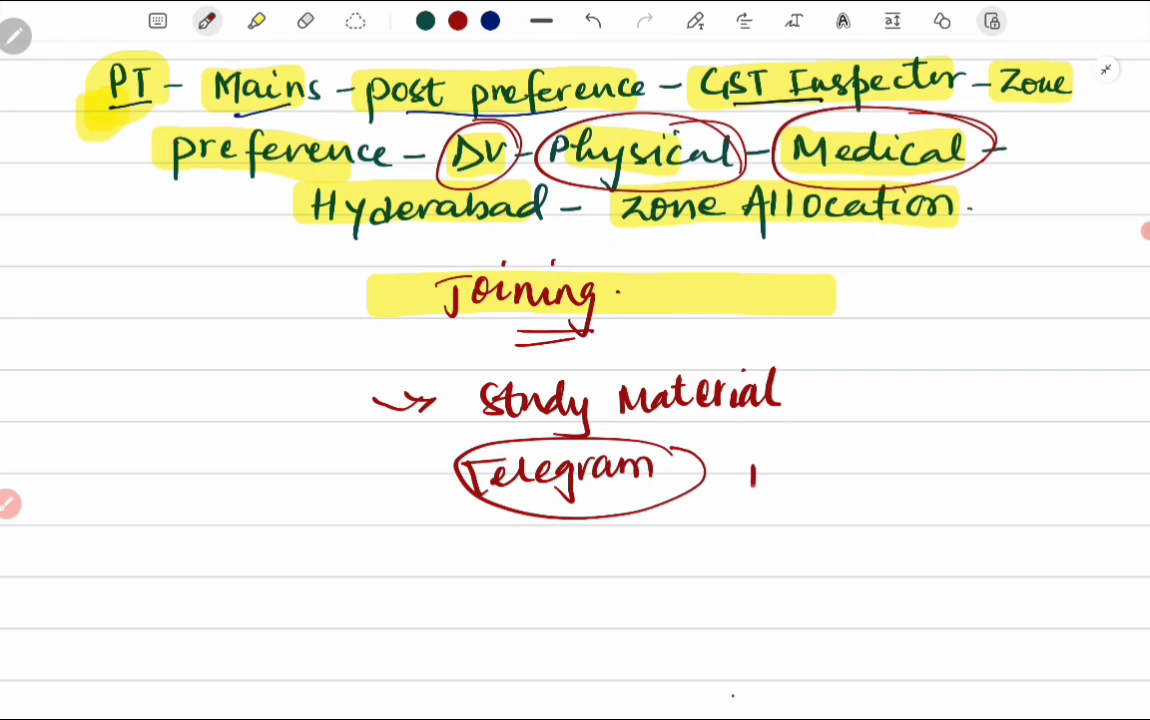 PT - Mains - post preference - GST Inspector - Zone
preference - DV - Physical - Medical -
Hyderabad - zone Allocation.
Joining.
Study Material
Telegram